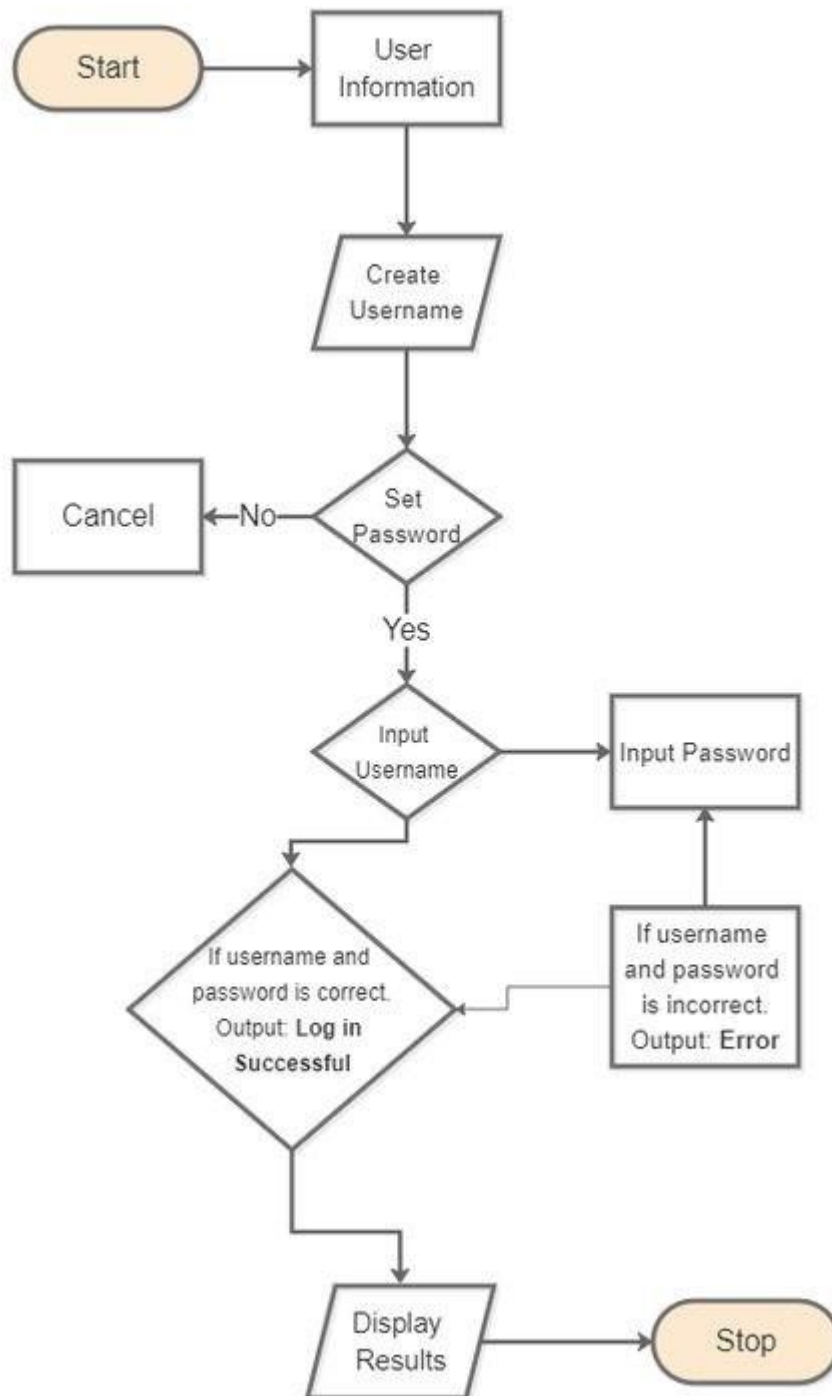 Start
User
Information
Create
Username
Set
Password
No
Cancel
Yes
Input
Username
Input Password
If username and
password is correct.
Output: Log in
Successful
If username
and password
is incorrect.
Output: Error
Display
Results
Stop